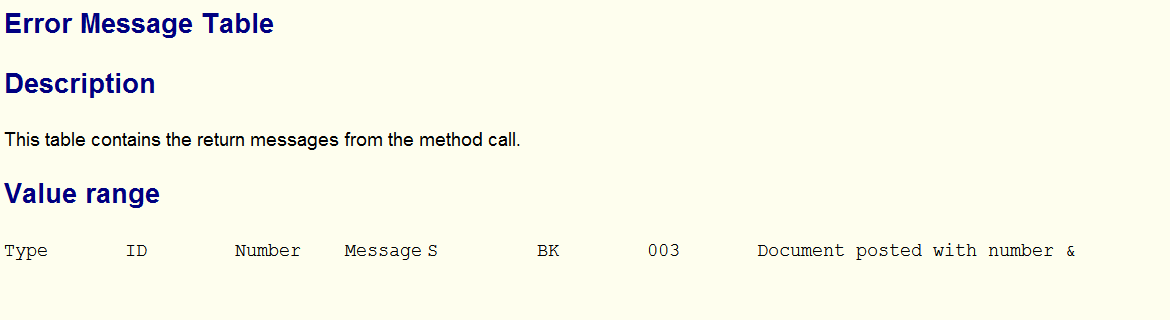 Error Message Table
Description
This table contains the return messages from the method call.
Value range
Type ID Number Message S BK 003 Document posted with number &